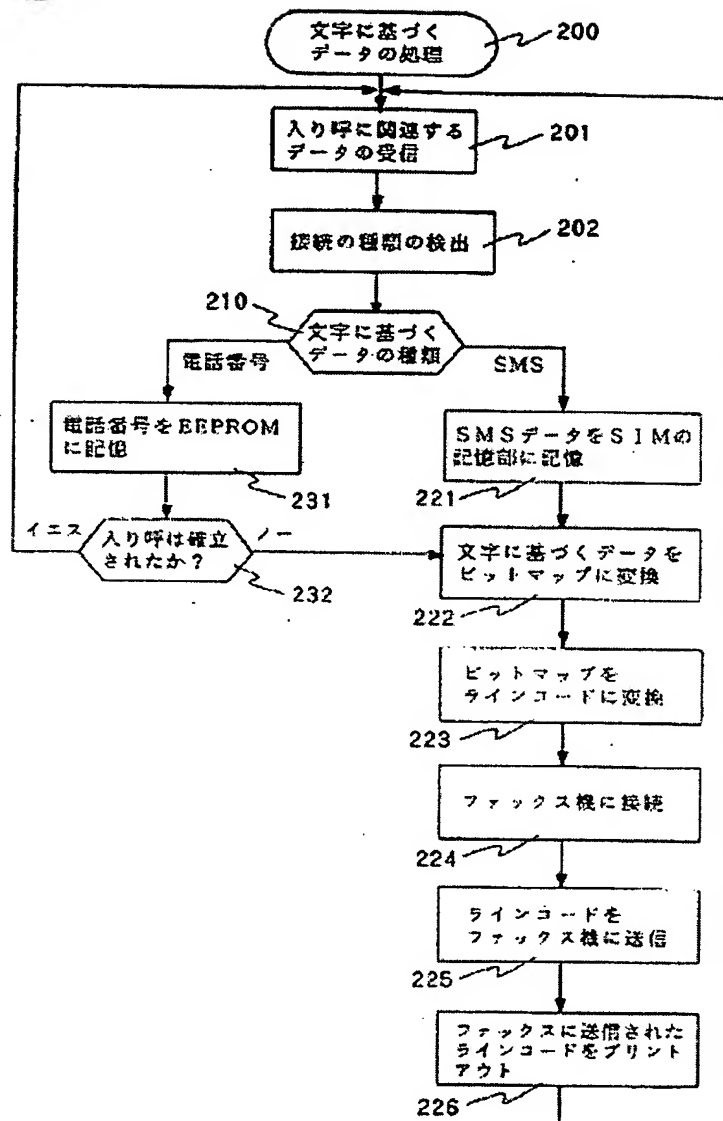 文字に基づく
データの処理
200
入り呼に関連する
データの受信
201
接続の種類の検出
202
210
文字に基づく
データの種類
電話番号
SMS
電話番号をEEPROM
に記憶
231
SMSデータをSIMの
記憶部に記憶
221
イエス
入り呼は確立
されたか？
ノー
232
文字に基づくデータを
ビットマップに変換
222
ビットマップを
ラインコードに変換
223
ファックス機に接続
224
ラインコードを
ファックス機に送信
225
ファックスに送信された
ラインコードをプリント
アウト
226